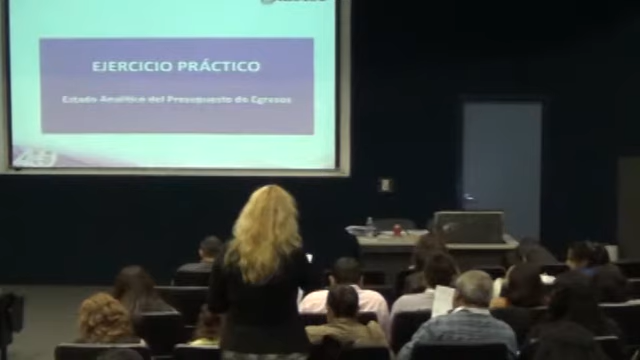 EJERCICIO PRÁCTICO
Estado Analítico del Presupuesto de Egresos